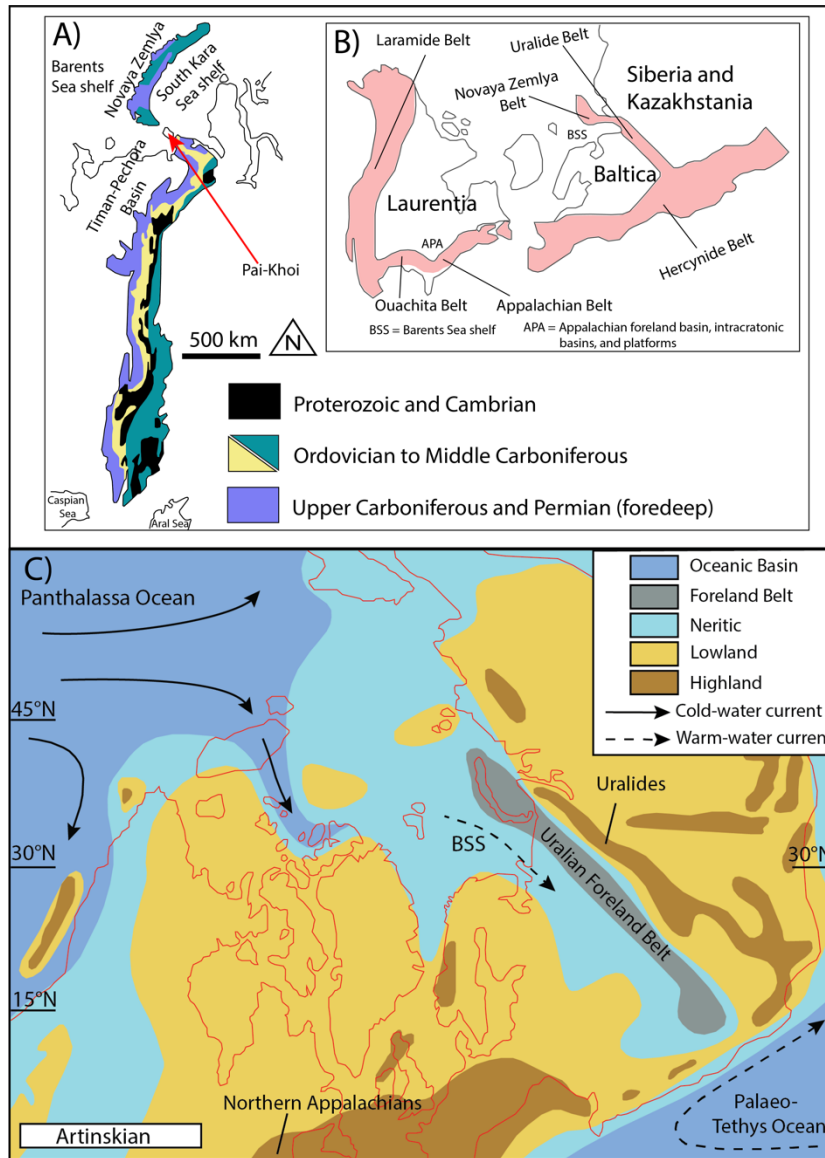 A)
Barents
Sea shelf
Novaya Zemlya
South Kara
Sea shelf
Timan-Pechora
Basin
Pai-Khoi
500 km
N
Caspian
Sea
Aral Sea
B)
Laramide Belt
Uralide Belt
Novaya Zemlya
Belt
Siberia and
Kazakhstania
BSS
Baltica
Laurentia
APA
Hercynide Belt
Ouachita Belt
Appalachian Belt
BSS = Barents Sea shelf
APA = Appalachian foreland basin, intracratonic
basins, and platforms
Proterozoic and Cambrian
Ordovician to Middle Carboniferous
Upper Carboniferous and Permian (foredeep)
C)
Panthalassa Ocean
Oceanic Basin
Foreland Belt
Neritic
Lowland
Highland
Cold-water current
Warm-water current
45°N
30°N
15°N
30°N
BSS
Uralides
Uralian Foreland Belt
Northern Appalachians
Palaeo-
Tethys Ocean
Artinskian